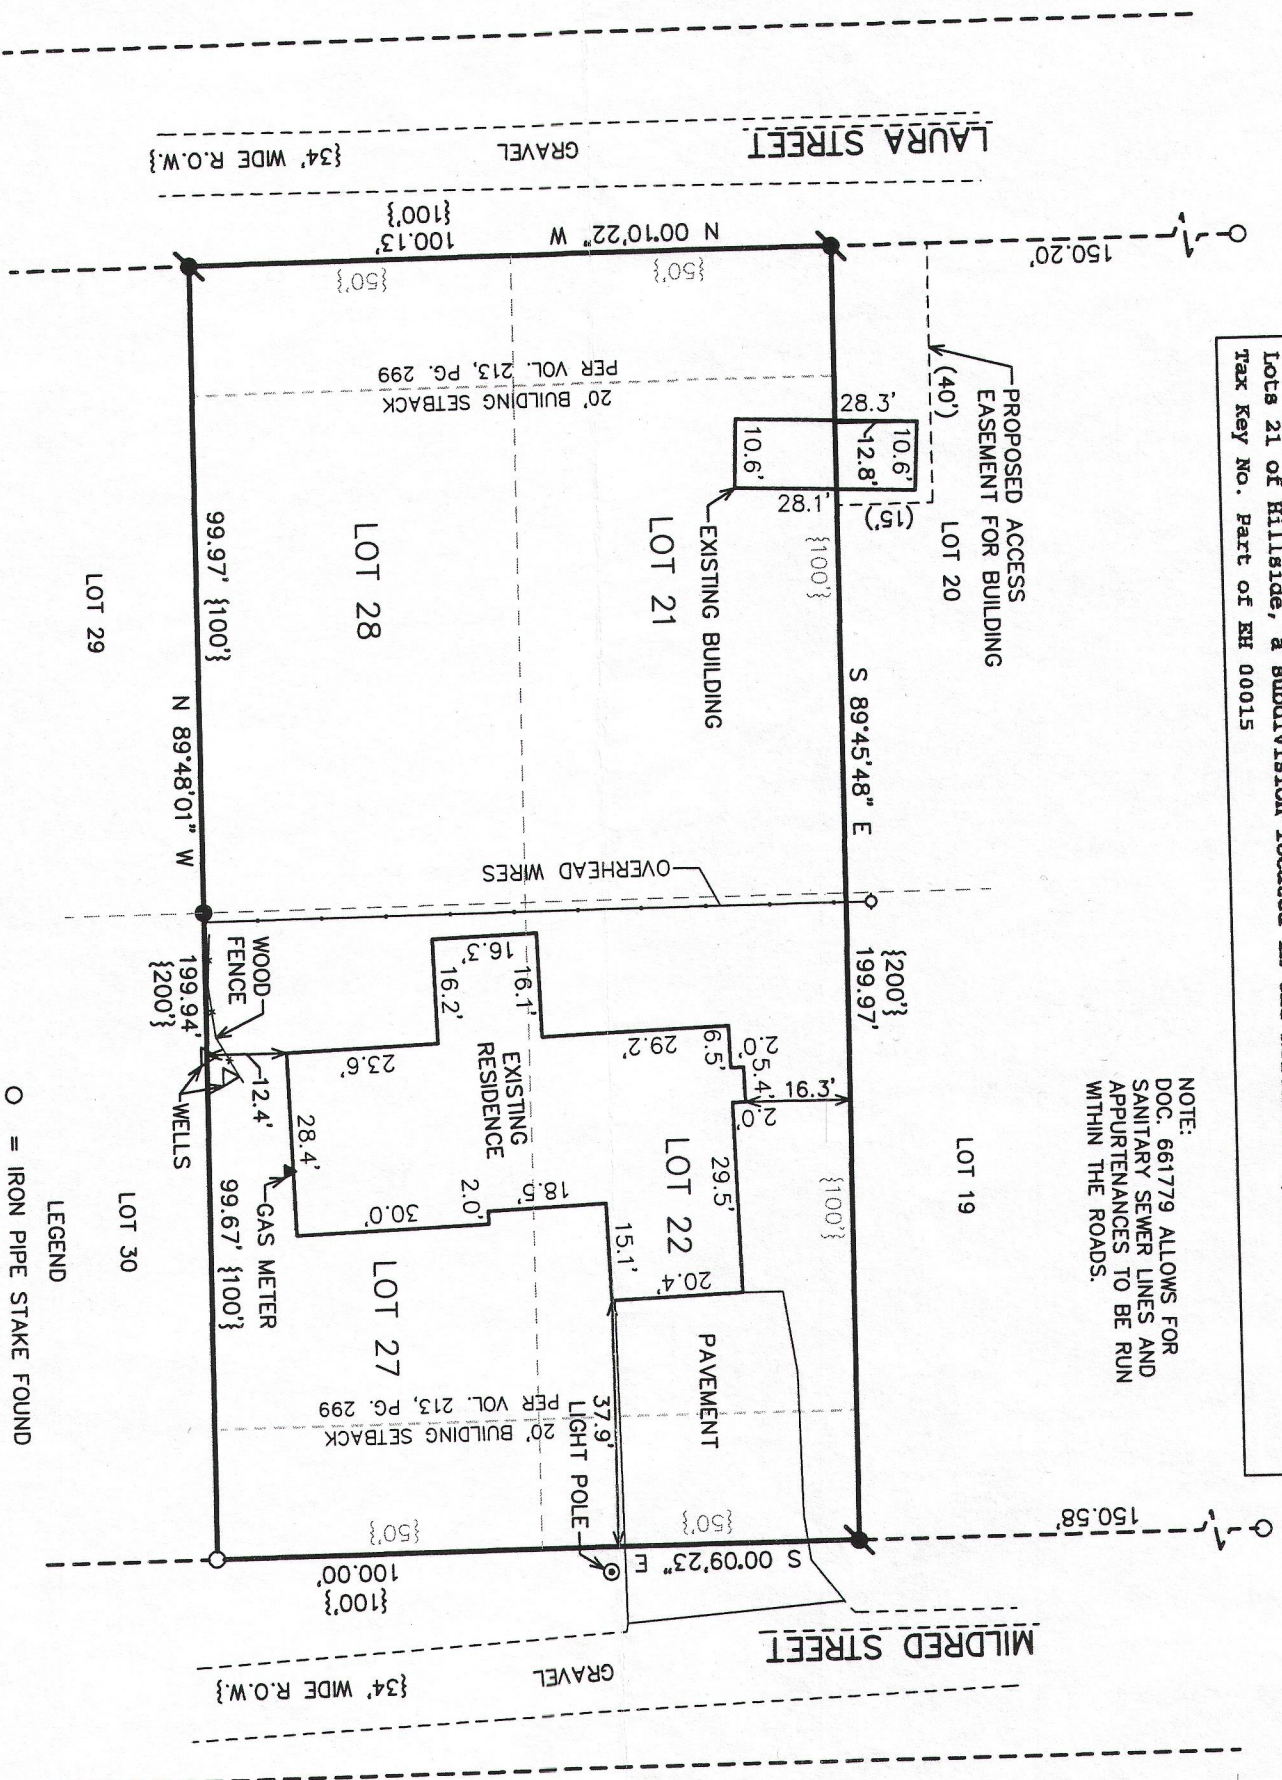 Lots 21 of Hillside, a subdivision located in
Tax Key No. Part of EH 00015
NOTE:
DOC. 661779 ALLOWS FOR
SANITARY SEWER LINES AND
APPURTENANCES TO BE RUN
WITHIN THE ROADS.
LAURA STREET
GRAVEL
{34' WIDE R.O.W.}
150.20'
N 00°10'22" W
100.13'
{100'}
{50'}
{50'}
PROPOSED ACCESS
EASEMENT FOR BUILDING
(40')
(15')
LOT 20
20' BUILDING SETBACK
PER VOL. 213, PG. 299
28.3'
10.6'
12.8'
10.6'
28.1'
EXISTING BUILDING
{100'}
LOT 21
LOT 28
S 89°45'48" E
199.97'
{200'}
99.97' {100'}
N 89°48'01" W
199.94'
{200'}
LOT 29
OVERHEAD WIRES
WOOD
FENCE
WELLS
12.4'
16.3'
16.1'
16.2'
29.2'
6.5'
2.0'
5.4'
2.0'
16.3'
23.6'
EXISTING
RESIDENCE
28.4'
29.5'
18.5'
2.0'
30.0'
15.1'
20.4'
GAS METER
99.67' {100'}
LOT 19
{100'}
LOT 22
LOT 27
LOT 30
PAVEMENT
37.9'
LIGHT POLE
20' BUILDING SETBACK
PER VOL. 213, PG. 299
{50'}
{50'}
S 00°09'23" E
100.00'
{100'}
150.58'
MILDRED STREET
GRAVEL
{34' WIDE R.O.W.}
LEGEND
O = IRON PIPE STAKE FOUND